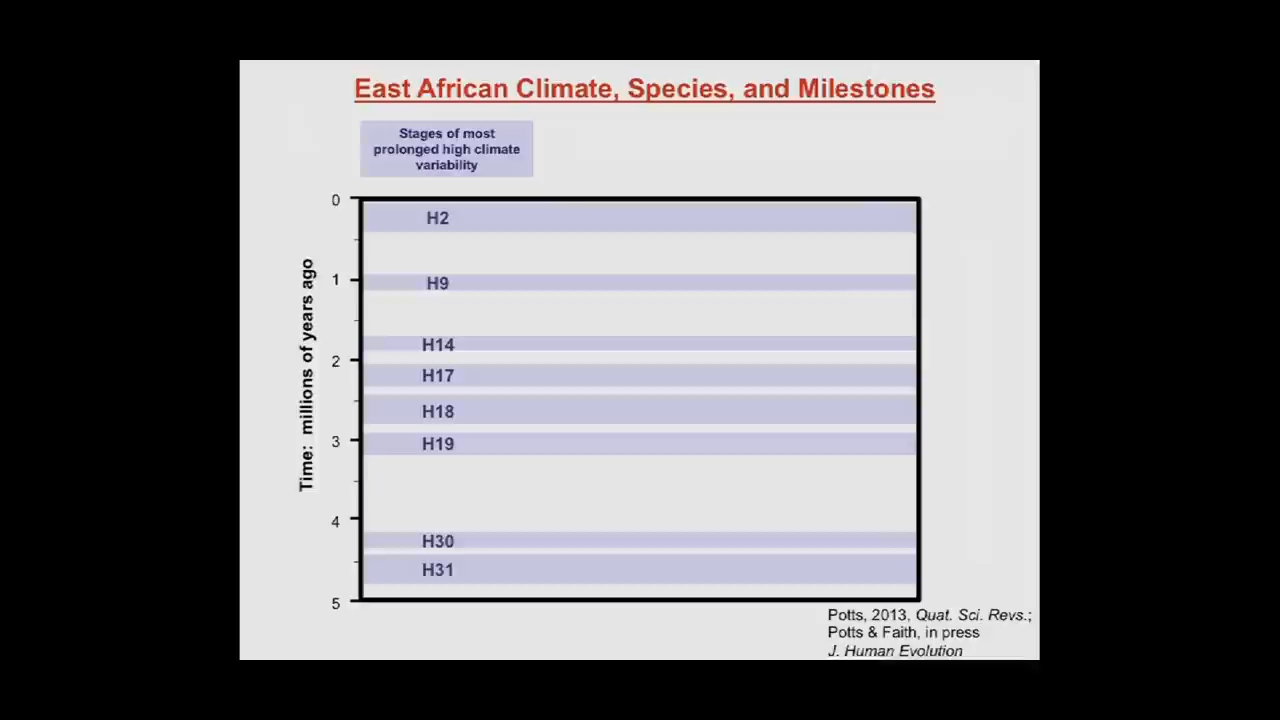 East African Climate, Species, and Milestones
Stages of most
prolonged high climate
variability
Time: millions of years ago
0
H2
1
H9
H14
2
H17
H18
3
H19
4
H30
H31
5
Potts, 2013, Quat. Sci. Revs.;
Potts & Faith, in press
J. Human Evolution